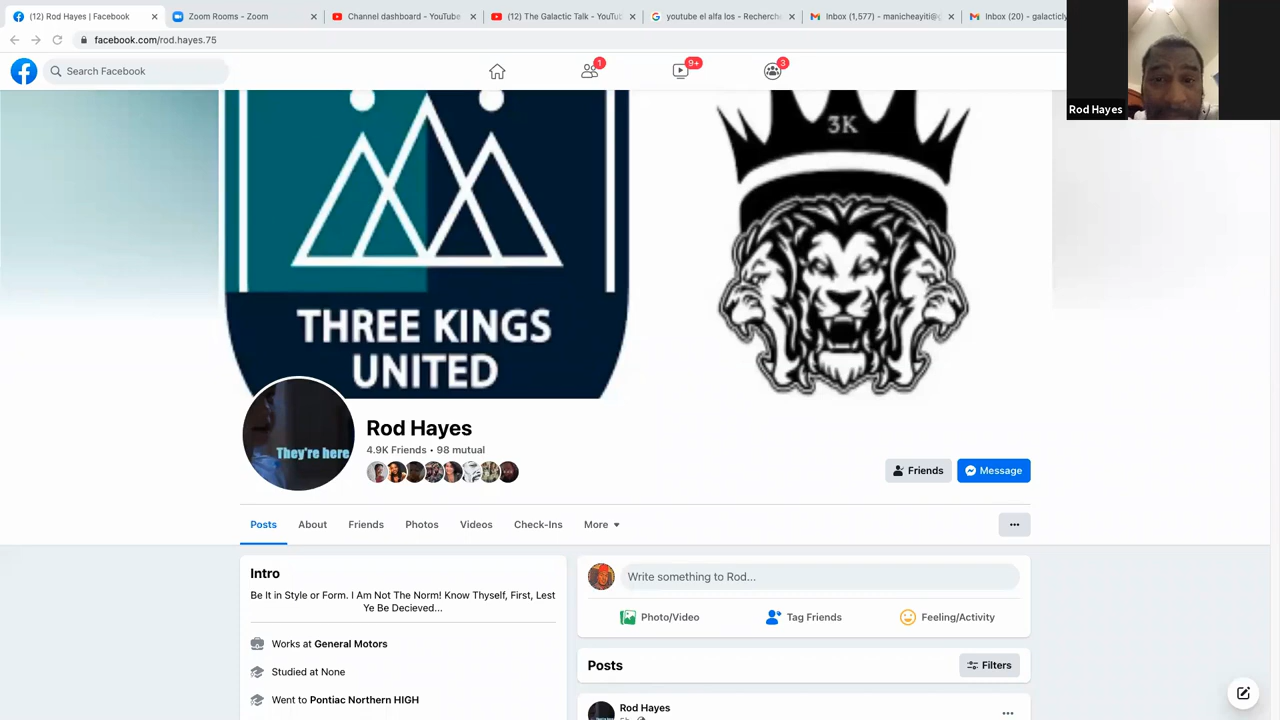 (12) Rod Hayes | Facebook
Zoom Rooms - Zoom
Channel dashboard - YouTube
(12) The Galactic Talk - YouTu
youtube el alfa los - Recherche
Inbox (1,577) - manicheayiti@
Inbox (20) - galacticly
facebook.com/rod.hayes.75
Search Facebook
1
9+
3
Rod Hayes
3K
THREE KINGS
UNITED
They're here
Rod Hayes
4.9K Friends • 98 mutual
Friends
Message
Posts
About
Friends
Photos
Videos
Check-Ins
More
Intro
Be It in Style or Form. I Am Not The Norm! Know Thyself, First, Lest
Ye Be Decieved...
Works at General Motors
Studied at None
Went to Pontiac Northern HIGH
Write something to Rod...
Photo/Video
Tag Friends
Feeling/Activity
Posts
Filters
Rod Hayes